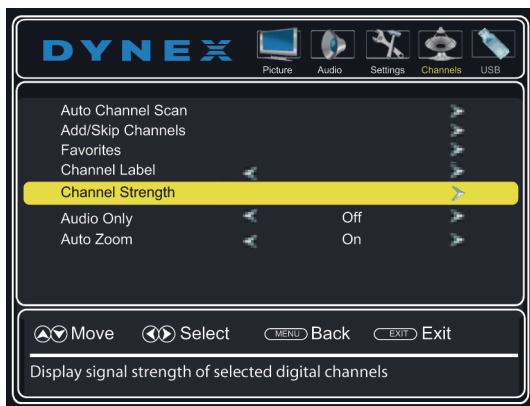 DYNEX
Picture Audio Settings Channels USB
Auto Channel Scan
Add/Skip Channels
Favorites
Channel Label
Channel Strength
Audio Only Off
Auto Zoom On
Move Select MENU Back EXIT Exit
Display signal strength of selected digital channels